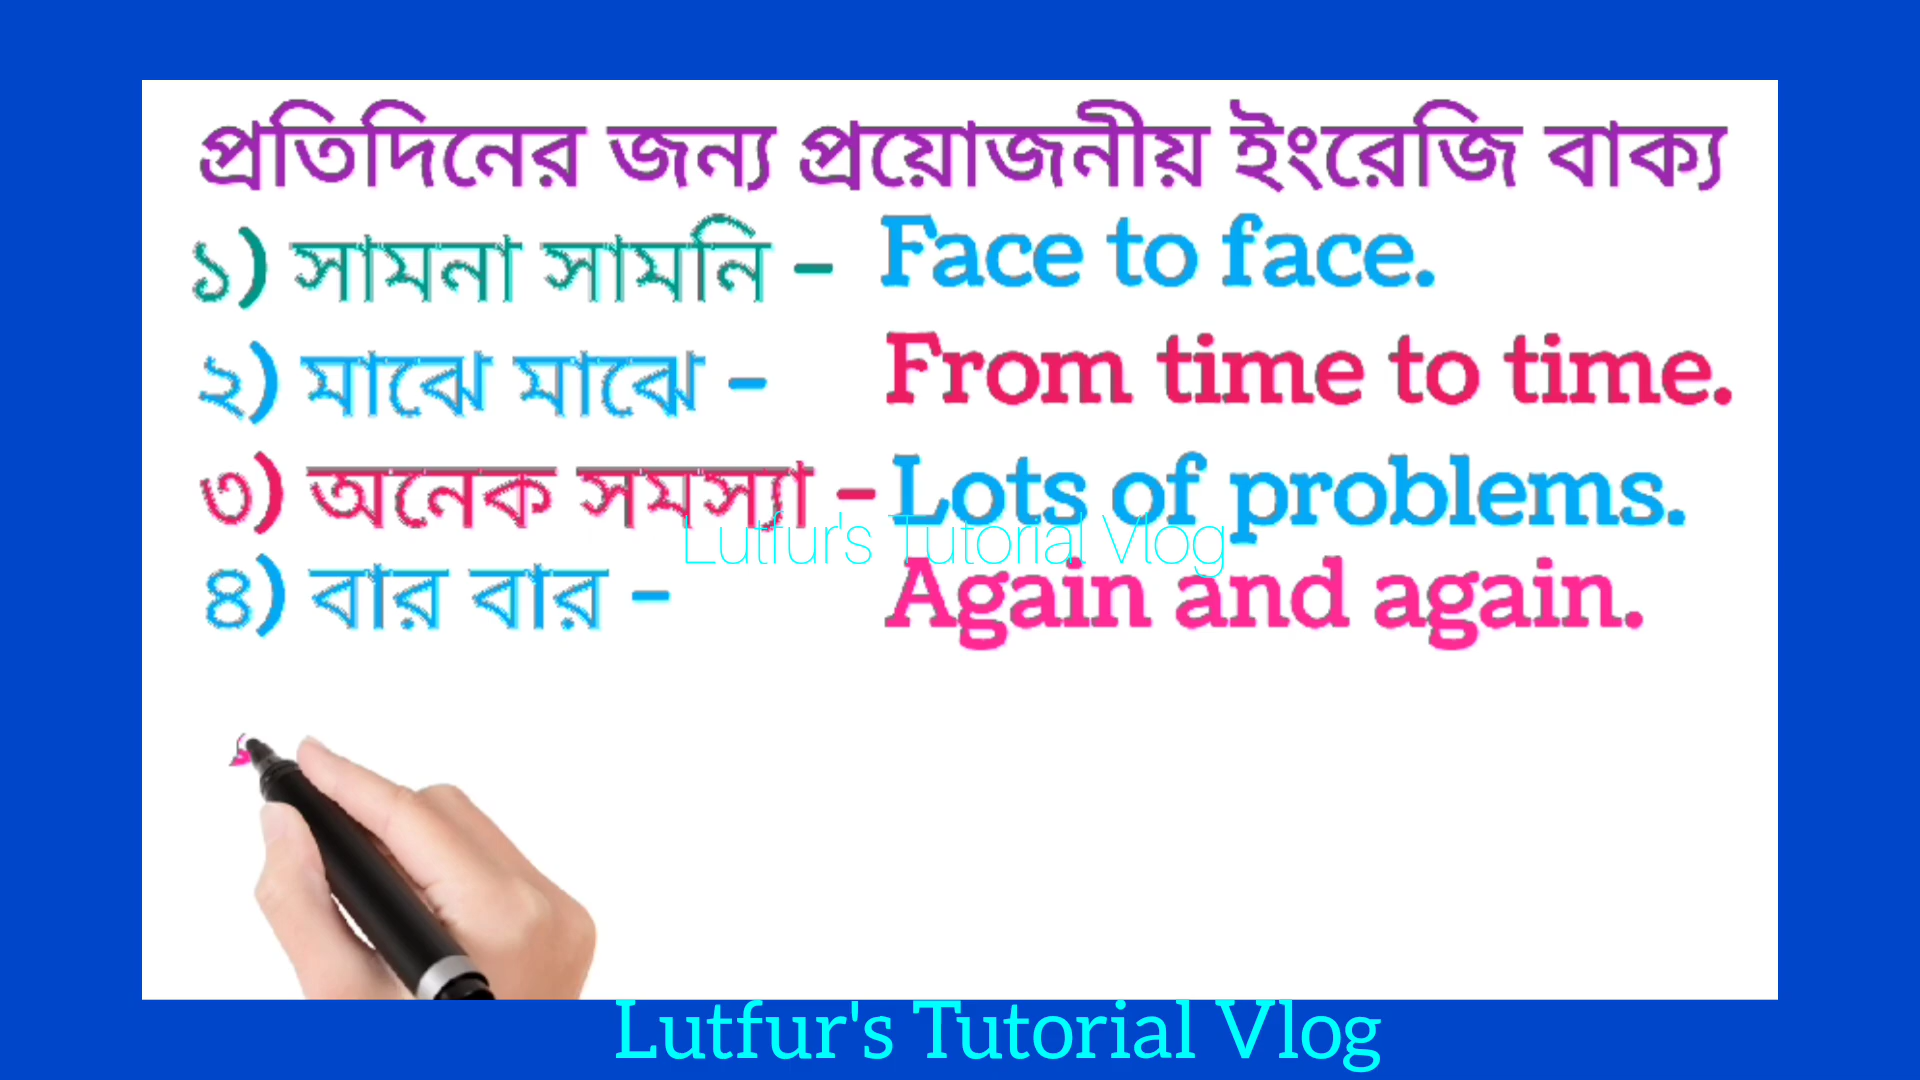 প্রতিদিনের জন্য প্রয়োজনীয় ইংরেজি বাক্য
১) সামনা সামনি – Face to face.
২) মাঝে মাঝে – From time to time.
৩) অনেক সমস্যা – Lots of problems.
Lutfur's Tutorial Vlog
৪) বার বার – Again and again.
Lutfur's Tutorial Vlog